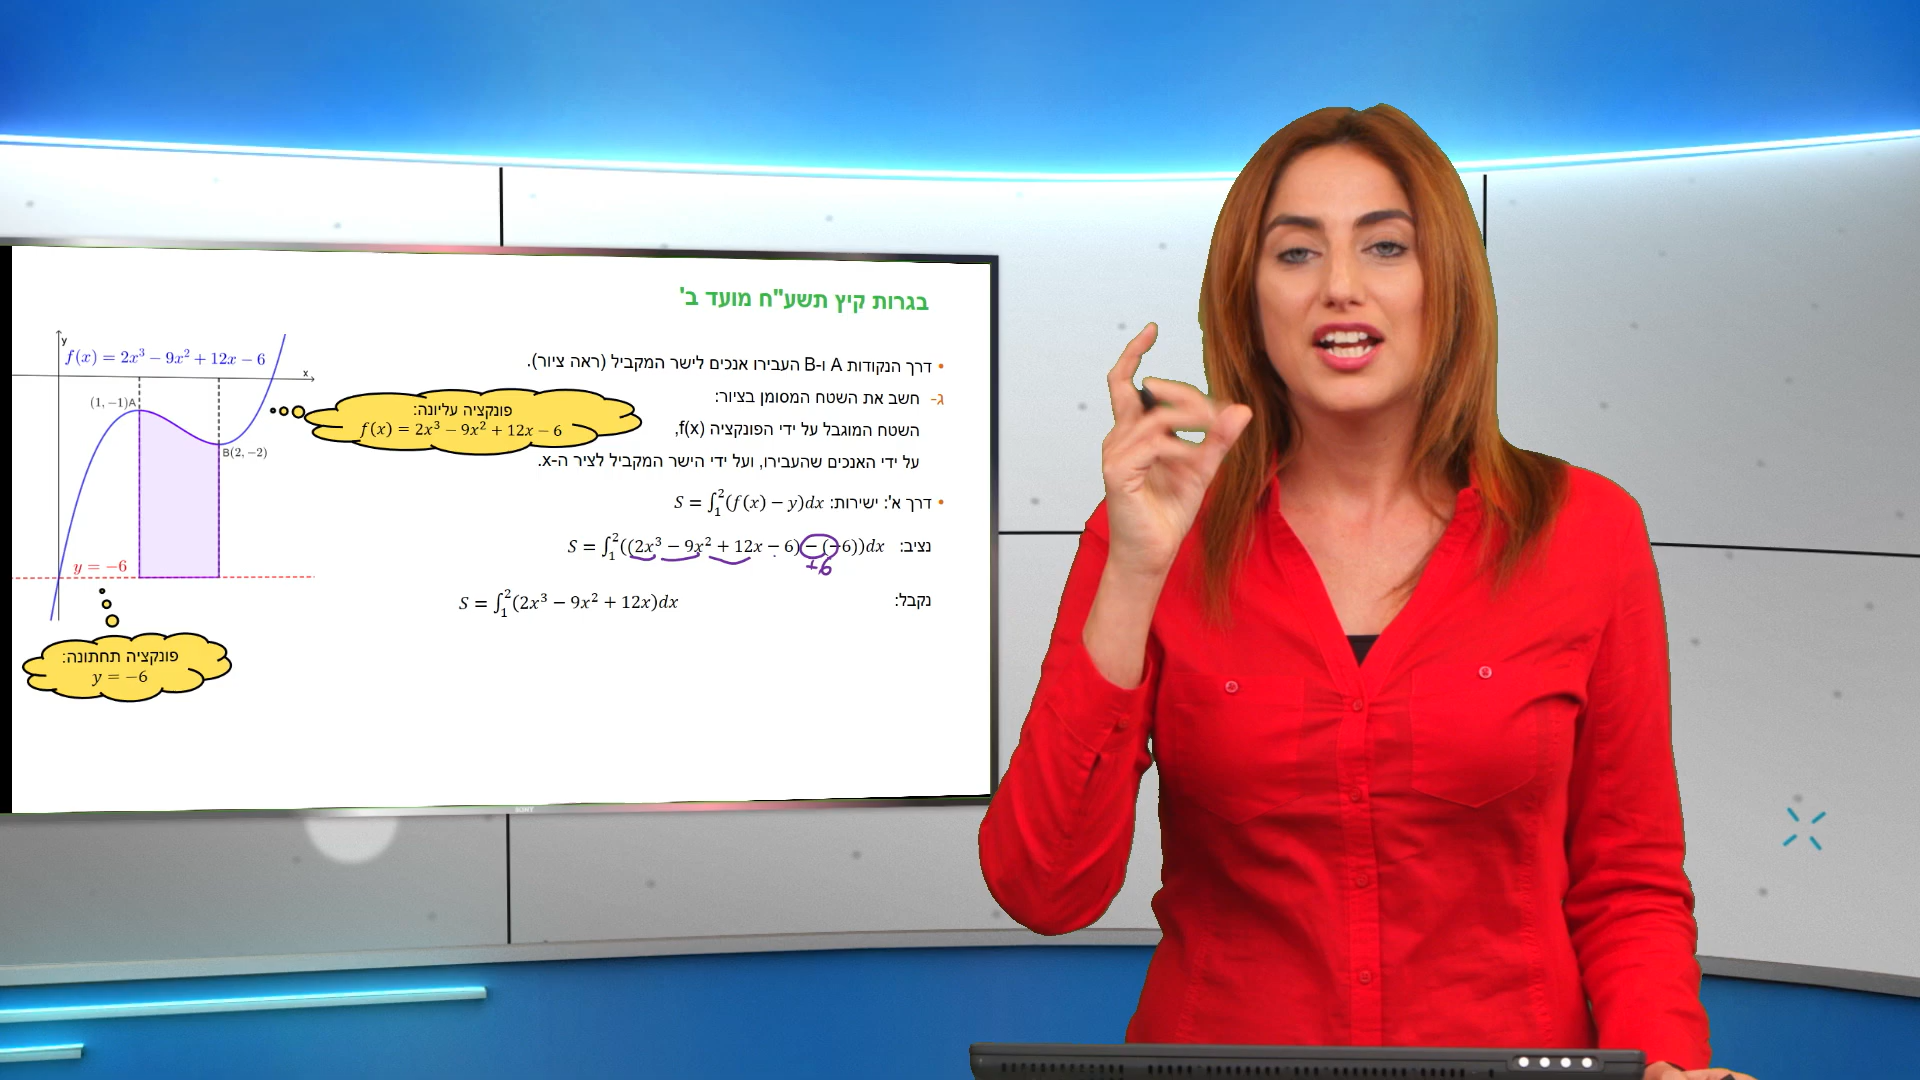 בגרות קיץ תשע"ח מועד ב'
• דרך הנקודות A ו-B העבירו אנכים לישר המקביל (ראה ציור).
ג- חשב את השטח המסומן בציור:
השטח המוגבל על ידי הפונקציה f(x),
על ידי האנכים שהעבירו, ועל ידי הישר המקביל לציר ה-x.
• דרך א': ישירות: S = ∫₁²(f(x) − y)dx
נציב: S = ∫₁²((2x³ − 9x² + 12x − 6) − (−6))dx
+6
נקבל: S = ∫₁²(2x³ − 9x² + 12x)dx
פונקציה עליונה:
f(x) = 2x³ − 9x² + 12x − 6
y
f(x) = 2x³ − 9x² + 12x − 6
x
(1, −1)A
B(2, −2)
y = −6
פונקציה תחתונה:
y = −6
SONY